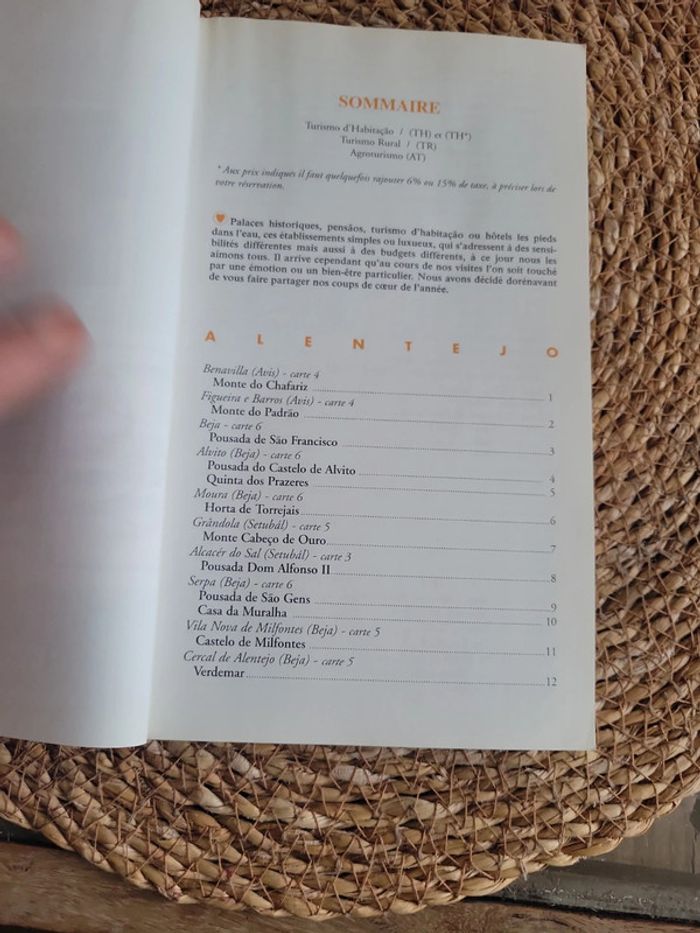 SOMMAIRE
Turismo d'Habitação / (TH) et (TH*)
Turismo Rural / (TR)
Agroturismo (AT)
* Aux prix indiqués il faut quelquefois rajouter 6% ou 15% de taxe, à préciser lors de
votre réservation.
Palaces historiques, pensãos, turismo d'habitação ou hôtels les pieds
dans l'eau, ces établissements simples ou luxueux, qui s'adressent à des sensi-
bilités différentes mais aussi à des budgets différents, à ce jour nous les
aimons tous. Il arrive cependant qu'au cours de nos visites l'on soit touché
par une émotion ou un bien-être particulier. Nous avons décidé dorénavant
de vous faire partager nos coups de cœur de l'année.
ALENTEJO
Benavilla (Avis) - carte 4
Monte do Chafariz 1
Figueira e Barros (Avis) - carte 4
Monte do Padrão 2
Beja - carte 6
Pousada de São Francisco 3
Alvito (Beja) - carte 6
Pousada do Castelo de Alvito 4
Quinta dos Prazeres 5
Moura (Beja) - carte 6
Horta de Torrejais 6
Grândola (Setubál) - carte 5
Monte Cabeço de Ouro 7
Alcacér do Sal (Setubál) - carte 3
Pousada Dom Alfonso II 8
Serpa (Beja) - carte 6
Pousada de São Gens 9
Casa da Muralha 10
Vila Nova de Milfontes (Beja) - carte 5
Castelo de Milfontes 11
Cercal de Alentejo (Beja) - carte 5
Verdemar 12